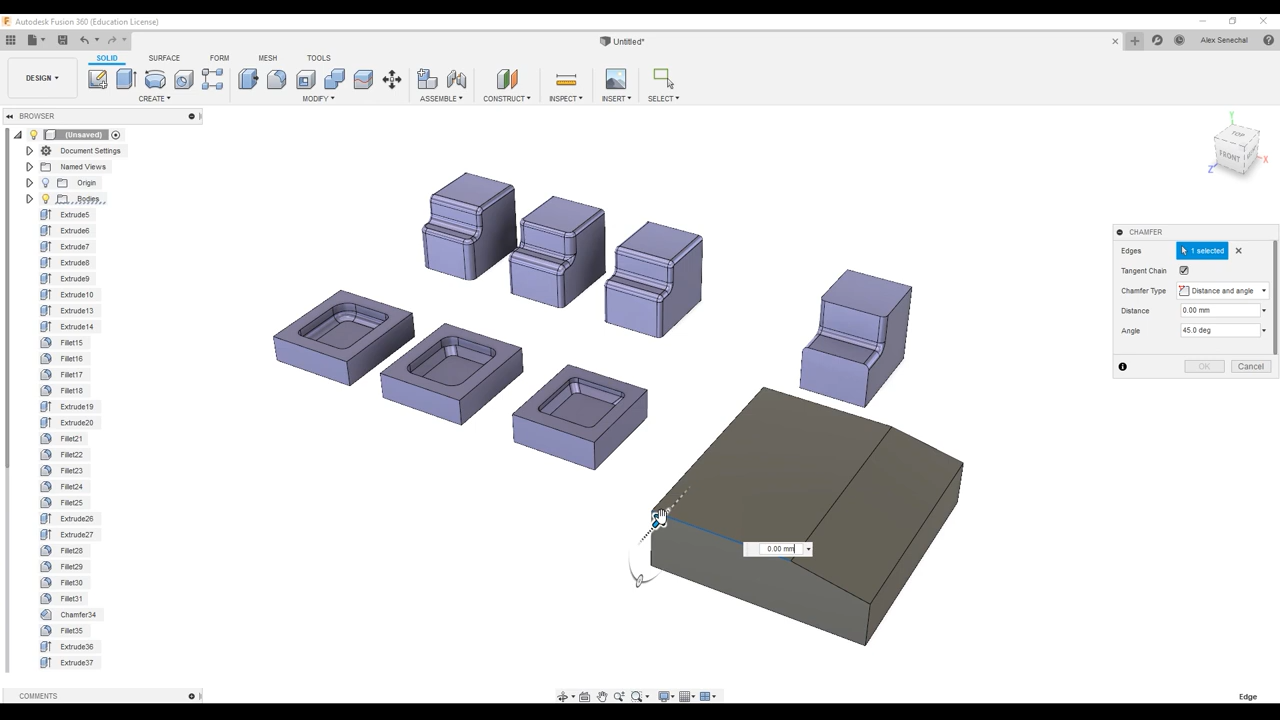 Autodesk Fusion 360 (Education License)
Untitled*
Alex Senechal
SOLID SURFACE FORM MESH TOOLS
DESIGN
CREATE MODIFY ASSEMBLE CONSTRUCT INSPECT INSERT SELECT
BROWSER
(Unsaved)
Document Settings
Named Views
Origin
Bodies
Extrude5
Extrude6
Extrude7
Extrude8
Extrude9
Extrude10
Extrude13
Extrude14
Fillet15
Fillet16
Fillet17
Fillet18
Extrude19
Extrude20
Fillet21
Fillet22
Fillet23
Fillet24
Fillet25
Extrude26
Extrude27
Fillet28
Fillet29
Fillet30
Fillet31
Chamfer34
Fillet35
Extrude36
Extrude37
TOP
FRONT
Y
X
Z
CHAMFER
Edges 1 selected
Tangent Chain
Chamfer Type Distance and angle
Distance 0.00 mm
Angle 45.0 deg
OK Cancel
0.00 mm
COMMENTS
Edge